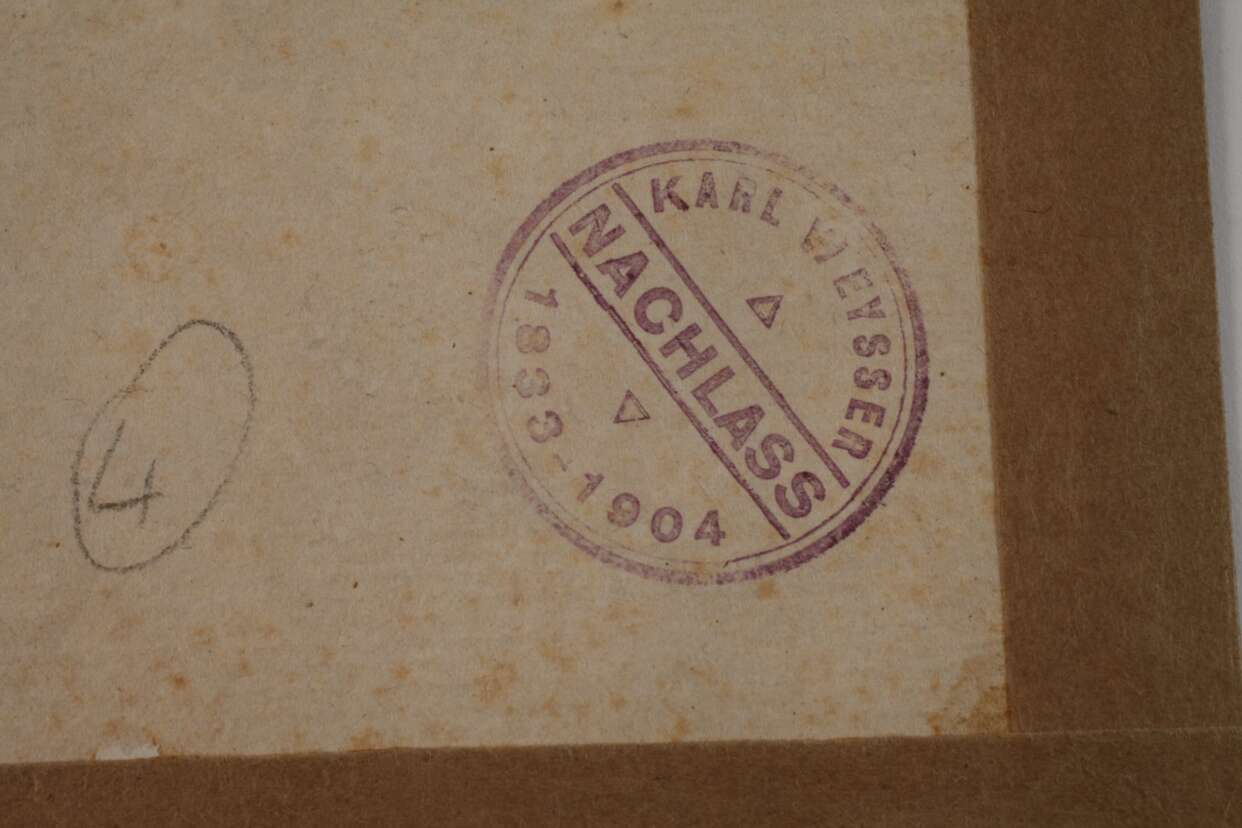 KARL WEYSSER
NACHLASS
1833-1904
4